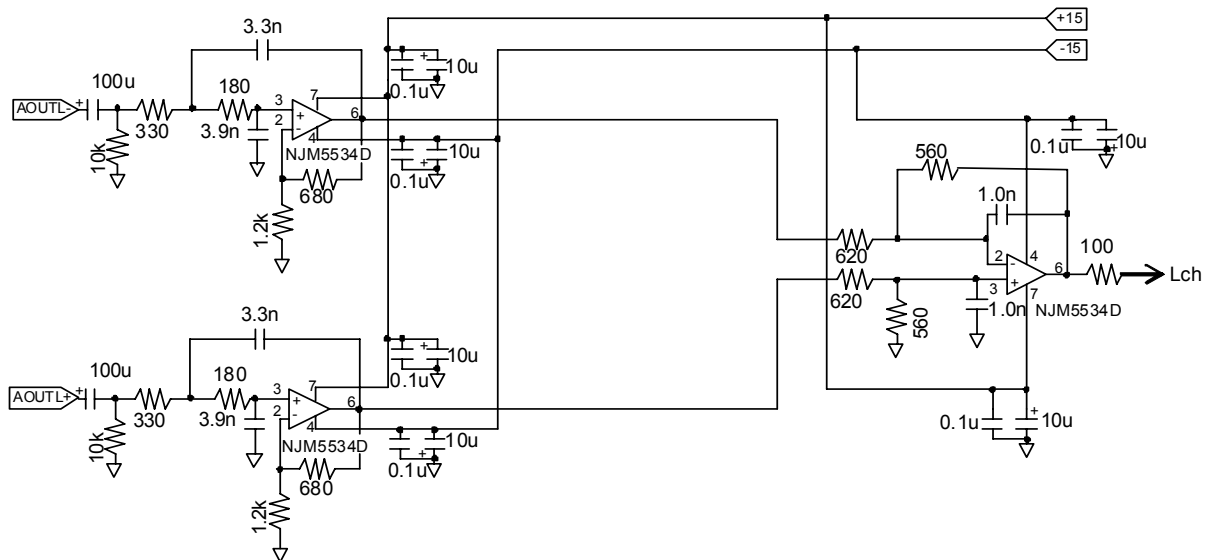 +15
-15
3.3n
100u
180
AOUTL-
+
330
3.9n
10k
3
2
+
-
7
4
6
NJM5534D
680
1.2k
+
10u
0.1u
+
10u
0.1u
560
1.0n
0.1u
10u
+
620
620
560
2
3
-
+
4
6
7
1.0n
NJM5534D
100
Lch
3.3n
100u
180
AOUTL+
+
330
3.9n
10k
3
2
+
-
7
4
6
NJM5534D
680
1.2k
+
10u
0.1u
10u
0.1u
+
0.1u
+
10u